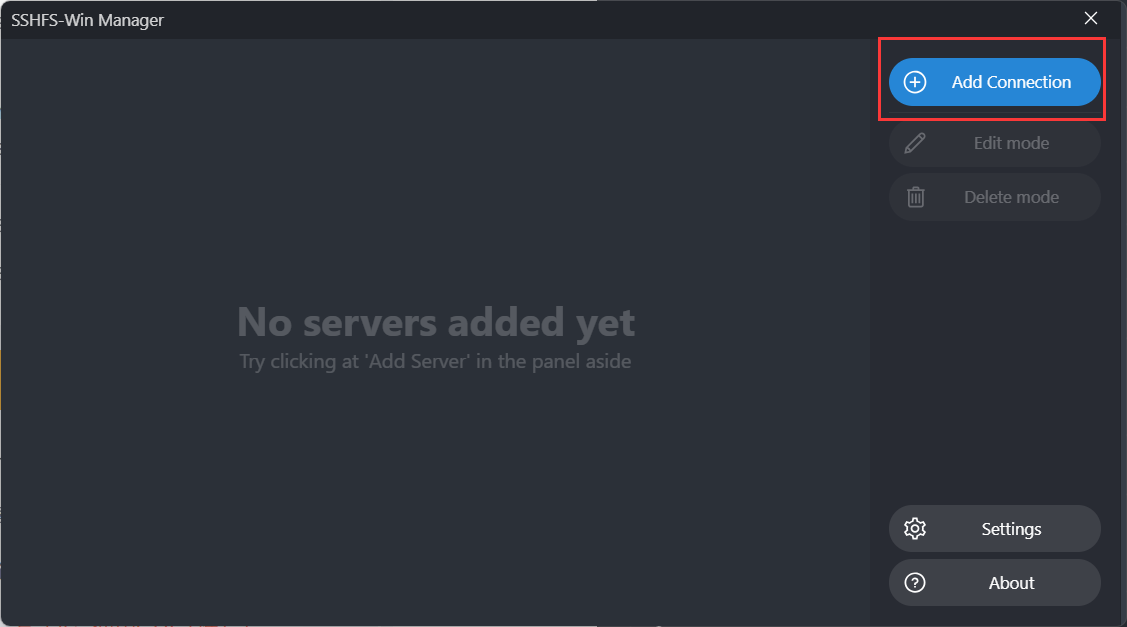 SSHFS-Win Manager
Add Connection
Edit mode
Delete mode
No servers added yet
Try clicking at 'Add Server' in the panel aside
Settings
About